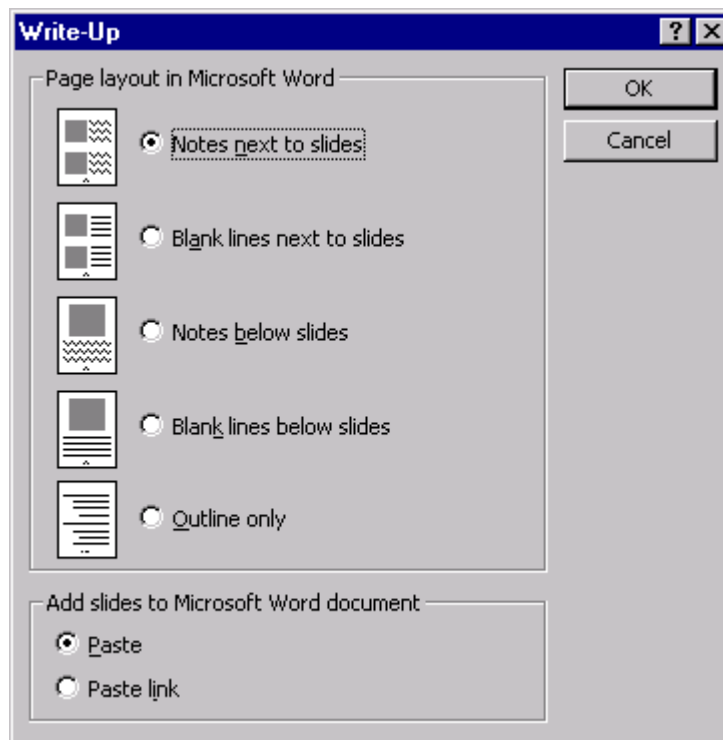 Write-Up
Page layout in Microsoft Word
OK
Cancel
Notes next to slides
Blank lines next to slides
Notes below slides
Blank lines below slides
Outline only
Add slides to Microsoft Word document
Paste
Paste link